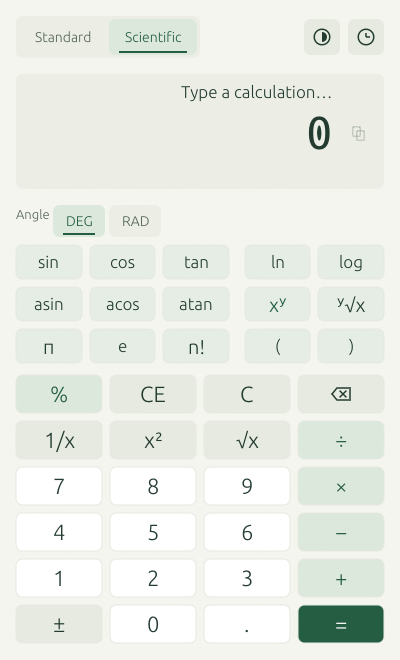 Standard Scientific
Type a calculation…
0
Angle DEG RAD
sin cos tan ln log
asin acos atan xʸ ʸ√x
π e n! ( )
% CE C
1/x x² √x ÷
7 8 9 ×
4 5 6 −
1 2 3 +
± 0 . =